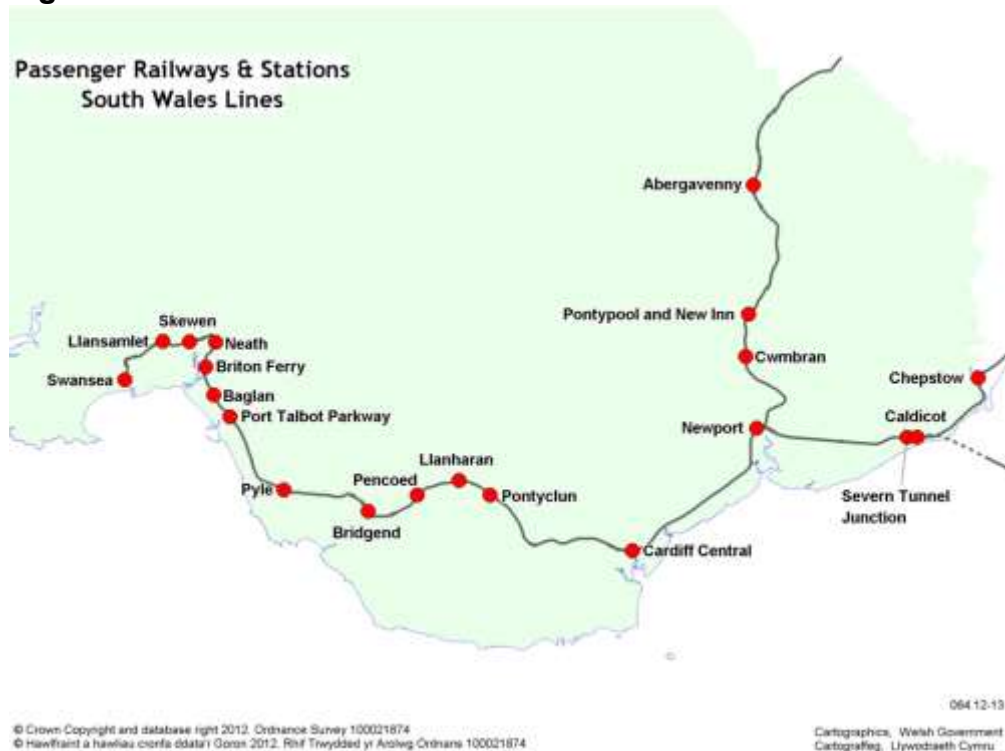 Passenger Railways & Stations
South Wales Lines
Abergavenny
Pontypool and New Inn
Skewen
Llansamlet
Neath
Cwmbran
Briton Ferry
Swansea
Chepstow
Baglan
Port Talbot Parkway
Caldicot
Newport
Llanharan
Pencoed
Pyle
Pontyclun
Severn Tunnel
Junction
Bridgend
Cardiff Central
064.12-13
© Crown Copyright and database right 2012. Ordnance Survey 100021874
© Hawlfraint a hawliau cronfa ddata'r Goron 2012. Rhif Trwydded yr Arolwg Ordnans 100021874
Cartographics, Welsh Government
Cartograffeg, Llywodraeth Cymru